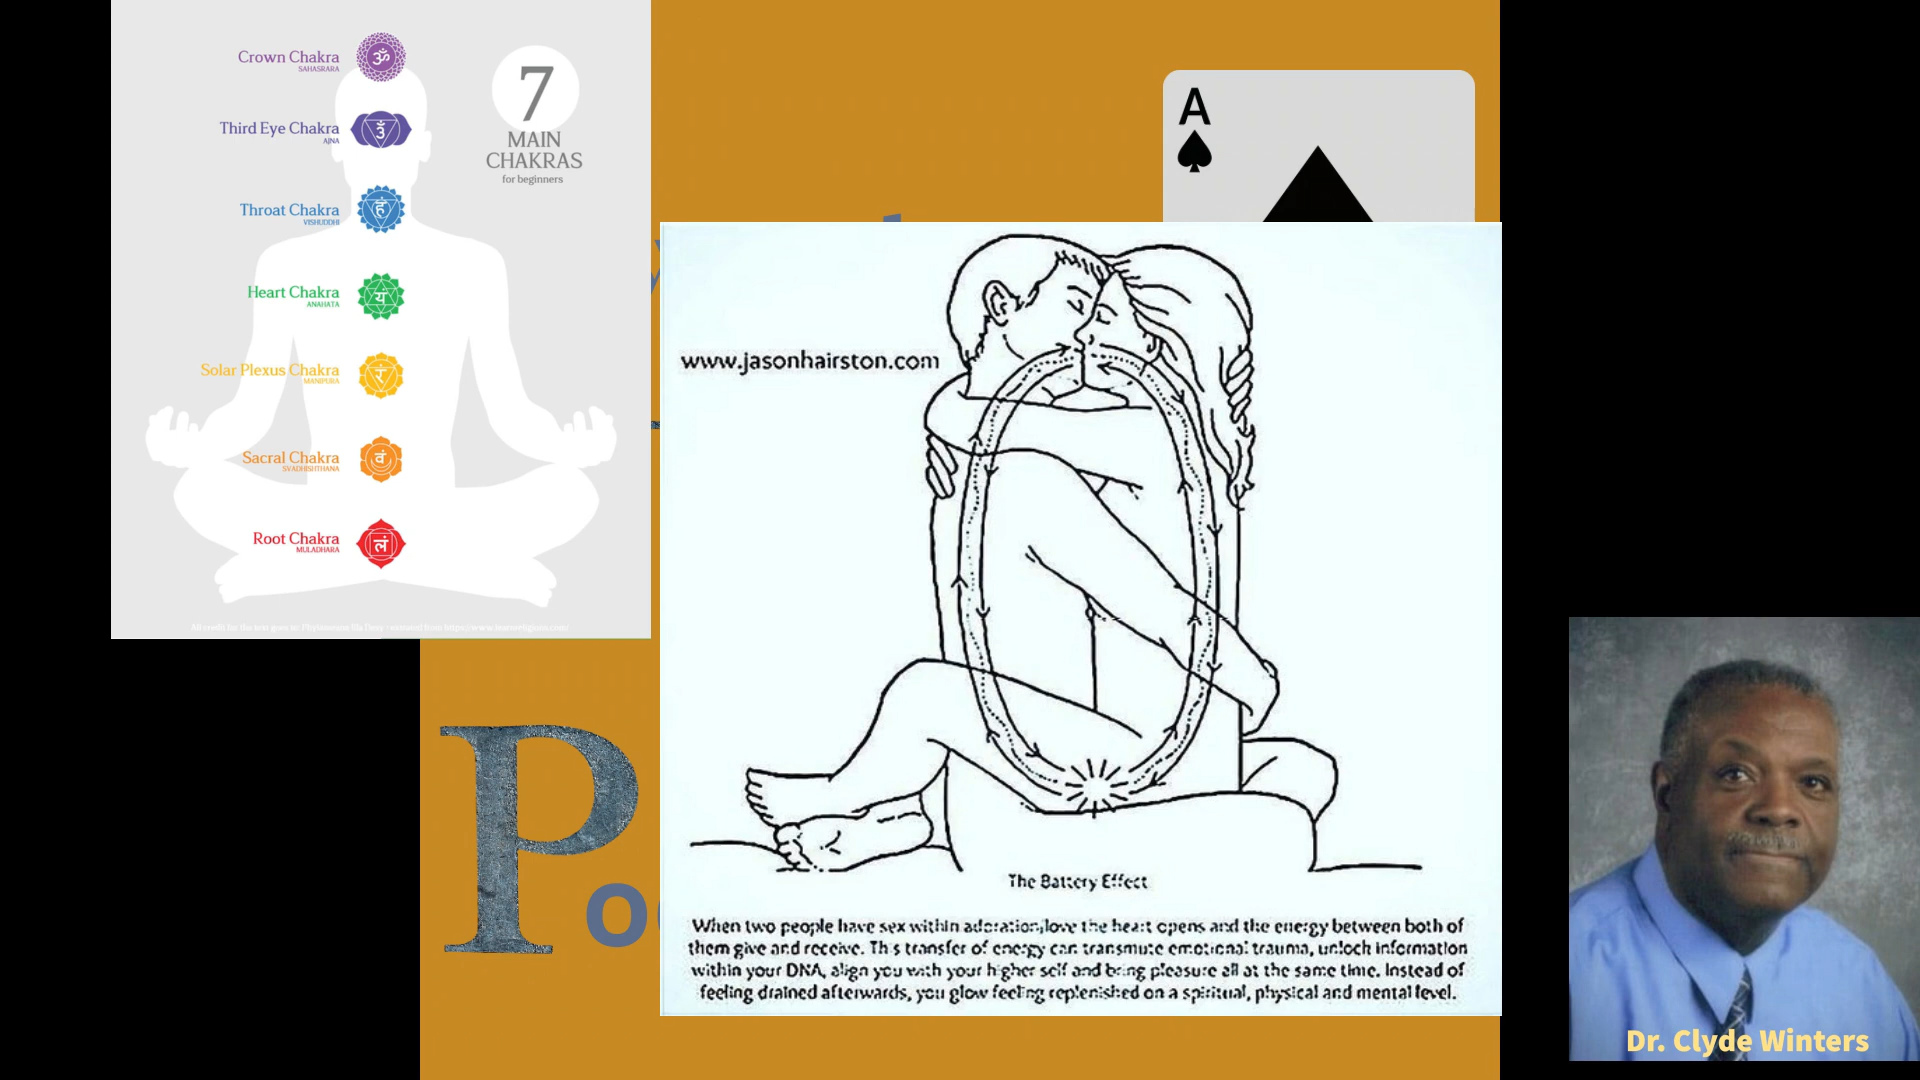 Crown Chakra
SAHASRARA
ॐ
Third Eye Chakra
AJNA
ॐ
Throat Chakra
VISHUDDHI
हं
Heart Chakra
ANAHATA
यं
Solar Plexus Chakra
MANIPURA
रं
Sacral Chakra
SVADHISHTHANA
वं
Root Chakra
MULADHARA
लं
7
MAIN
CHAKRAS
for beginners
A
www.jasonhairston.com
The Battery Effect
When two people have sex within adoration,love the heart opens and the energy between both of
them give and receive. This transfer of energy can transmute emotional trauma, unlock information
within your DNA, align you with your higher self and bring pleasure all at the same time. Instead of
feeling drained afterwards, you glow feeling replenished on a spiritual, physical and mental level.
P
o
Dr. Clyde Winters